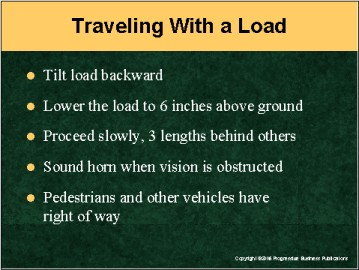 Traveling With a Load
Tilt load backward
Lower the load to 6 inches above ground
Proceed slowly, 3 lengths behind others
Sound horn when vision is obstructed
Pedestrians and other vehicles have
right of way
Copyright Progressive Business Publications